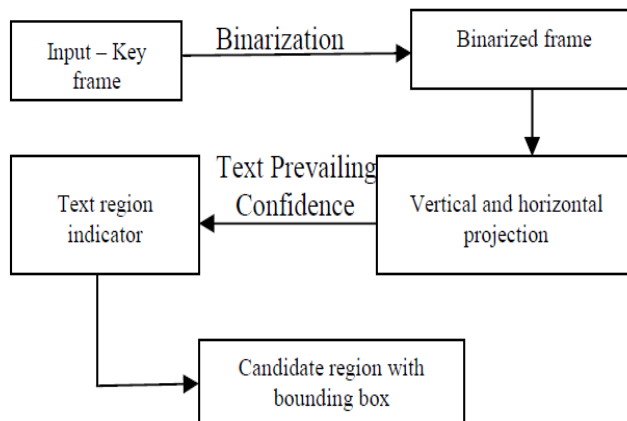 Input – Key
frame
Binarization
Binarized frame
Vertical and horizontal
projection
Text Prevailing
Confidence
Text region
indicator
Candidate region with
bounding box